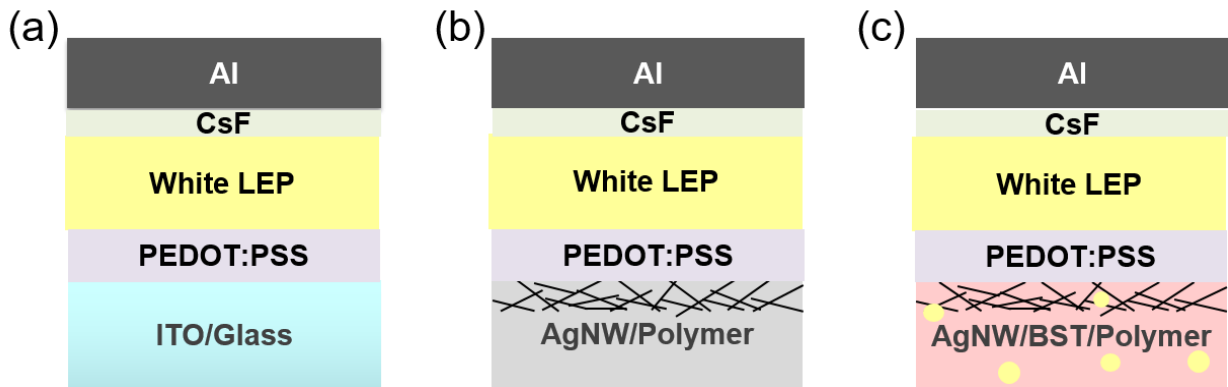 (a)
Al
CsF
White LEP
PEDOT:PSS
ITO/Glass
(b)
Al
CsF
White LEP
PEDOT:PSS
AgNW/Polymer
(c)
Al
CsF
White LEP
PEDOT:PSS
AgNW/BST/Polymer